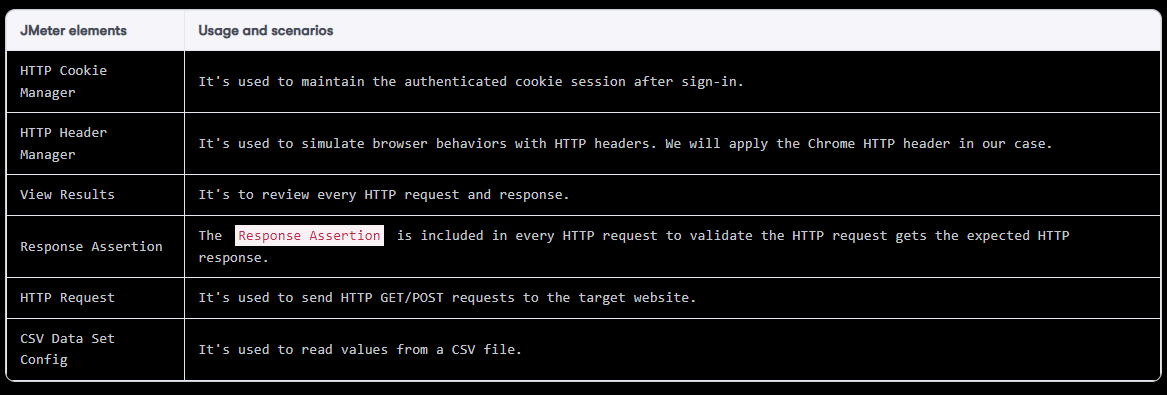 JMeter elements
Usage and scenarios
HTTP Cookie
Manager
It's used to maintain the authenticated cookie session after sign-in.
HTTP Header
Manager
It's used to simulate browser behaviors with HTTP headers. We will apply the Chrome HTTP header in our case.
View Results
It's to review every HTTP request and response.
Response Assertion
The Response Assertion is included in every HTTP request to validate the HTTP request gets the expected HTTP
response.
HTTP Request
It's used to send HTTP GET/POST requests to the target website.
CSV Data Set
Config
It's used to read values from a CSV file.